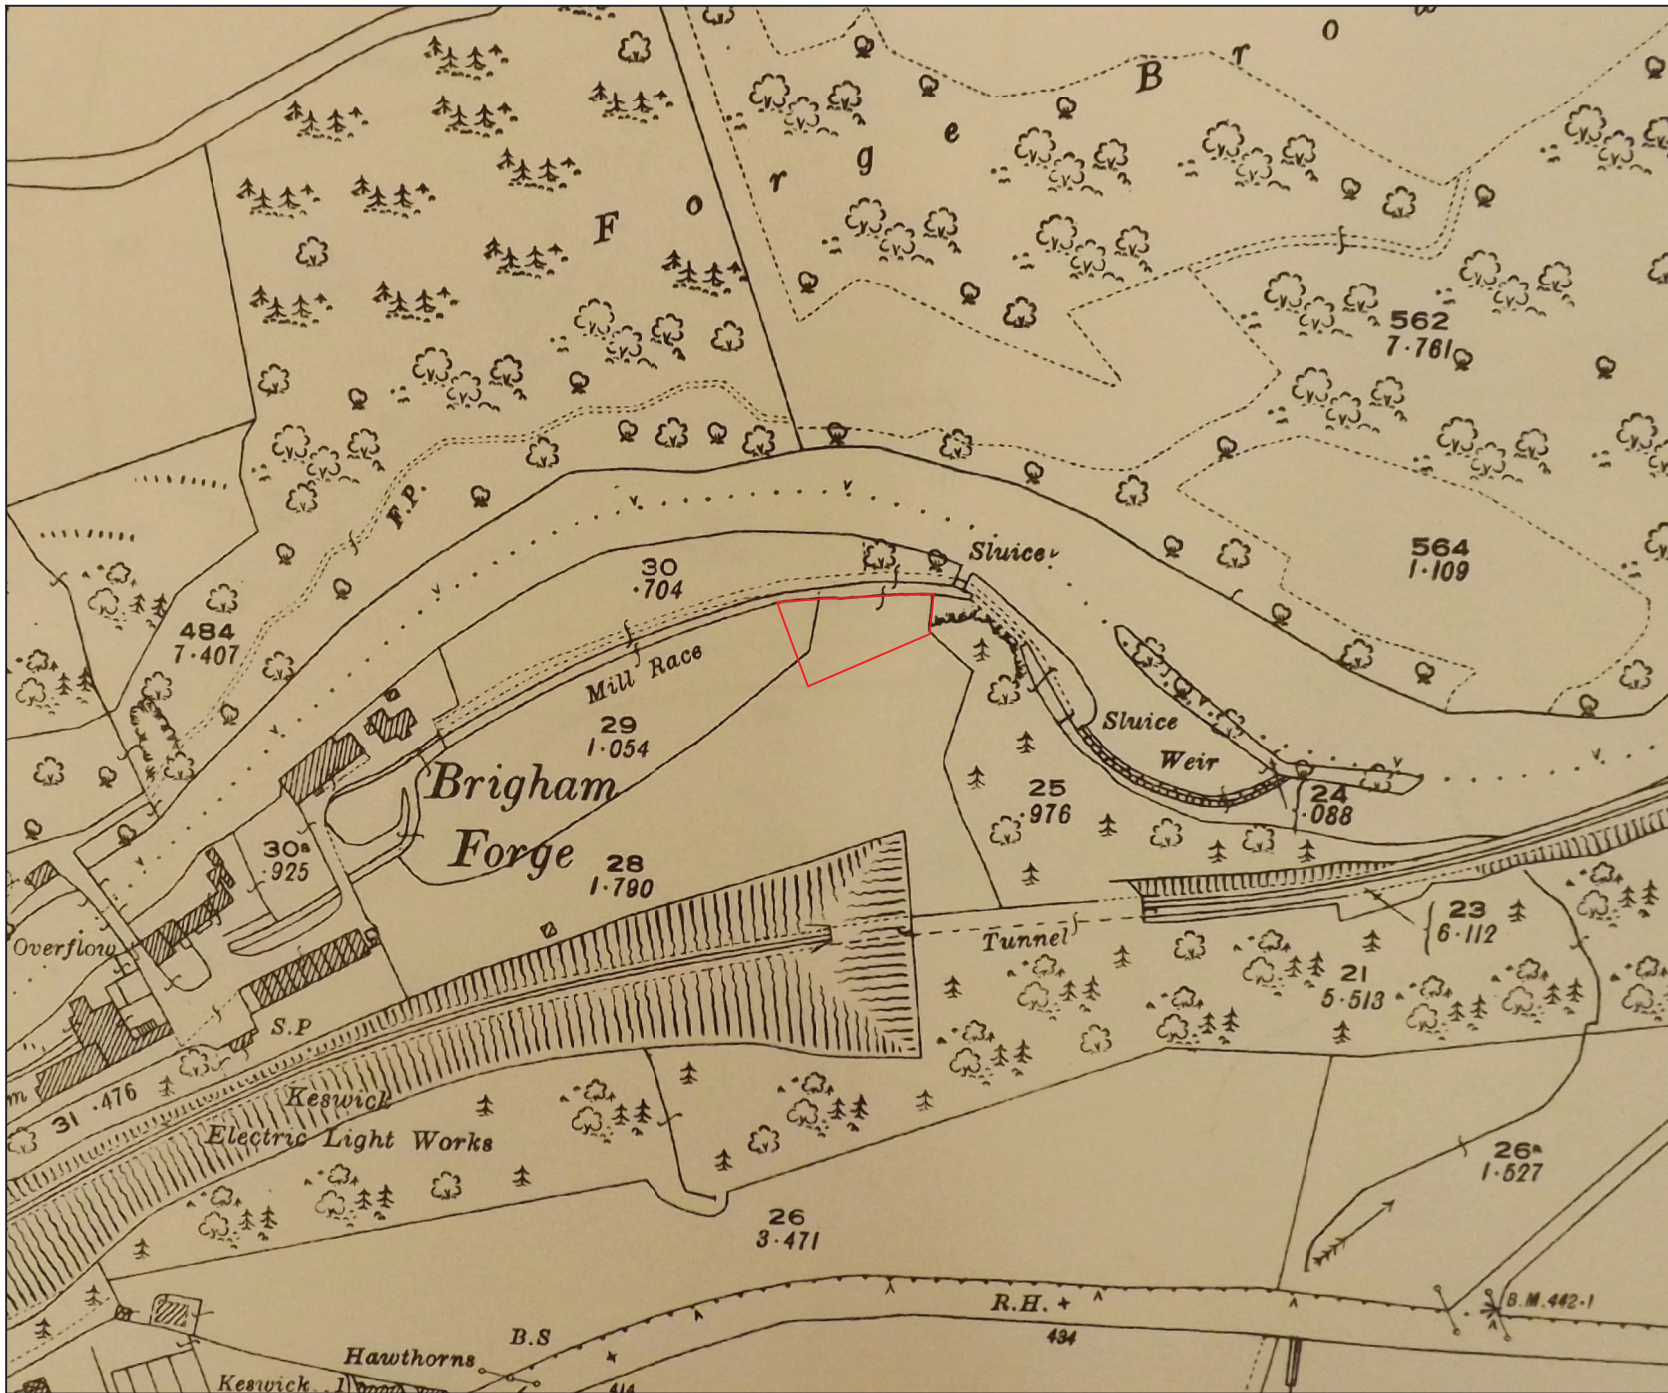 B r o
F o r g e
562
7·761
F.P.
Sluice
564
1·109
30
·704
484
7·407
Mill Race
29
1·054
Sluice
Weir
Brigham
Forge
25
·976
24
·088
30a
·925
28
1·790
23
6·112
Overflow
Tunnel
21
5·513
S.P
31 ·476
Keswick
Electric Light Works
26a
1·527
26
3·471
R.H.
B.M.442·1
B.S
434
Hawthorns
Keswick
414